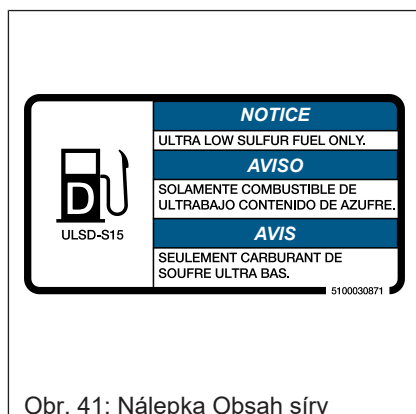 D
ULSD-S15
NOTICE
ULTRA LOW SULFUR FUEL ONLY.
AVISO
SOLAMENTE COMBUSTIBLE DE
ULTRABAJO CONTENIDO DE AZUFRE.
AVIS
SEULEMENT CARBURANT DE
SOUFRE ULTRA BAS.
5100030871
Obr. 41: Nálepka Obsah síry